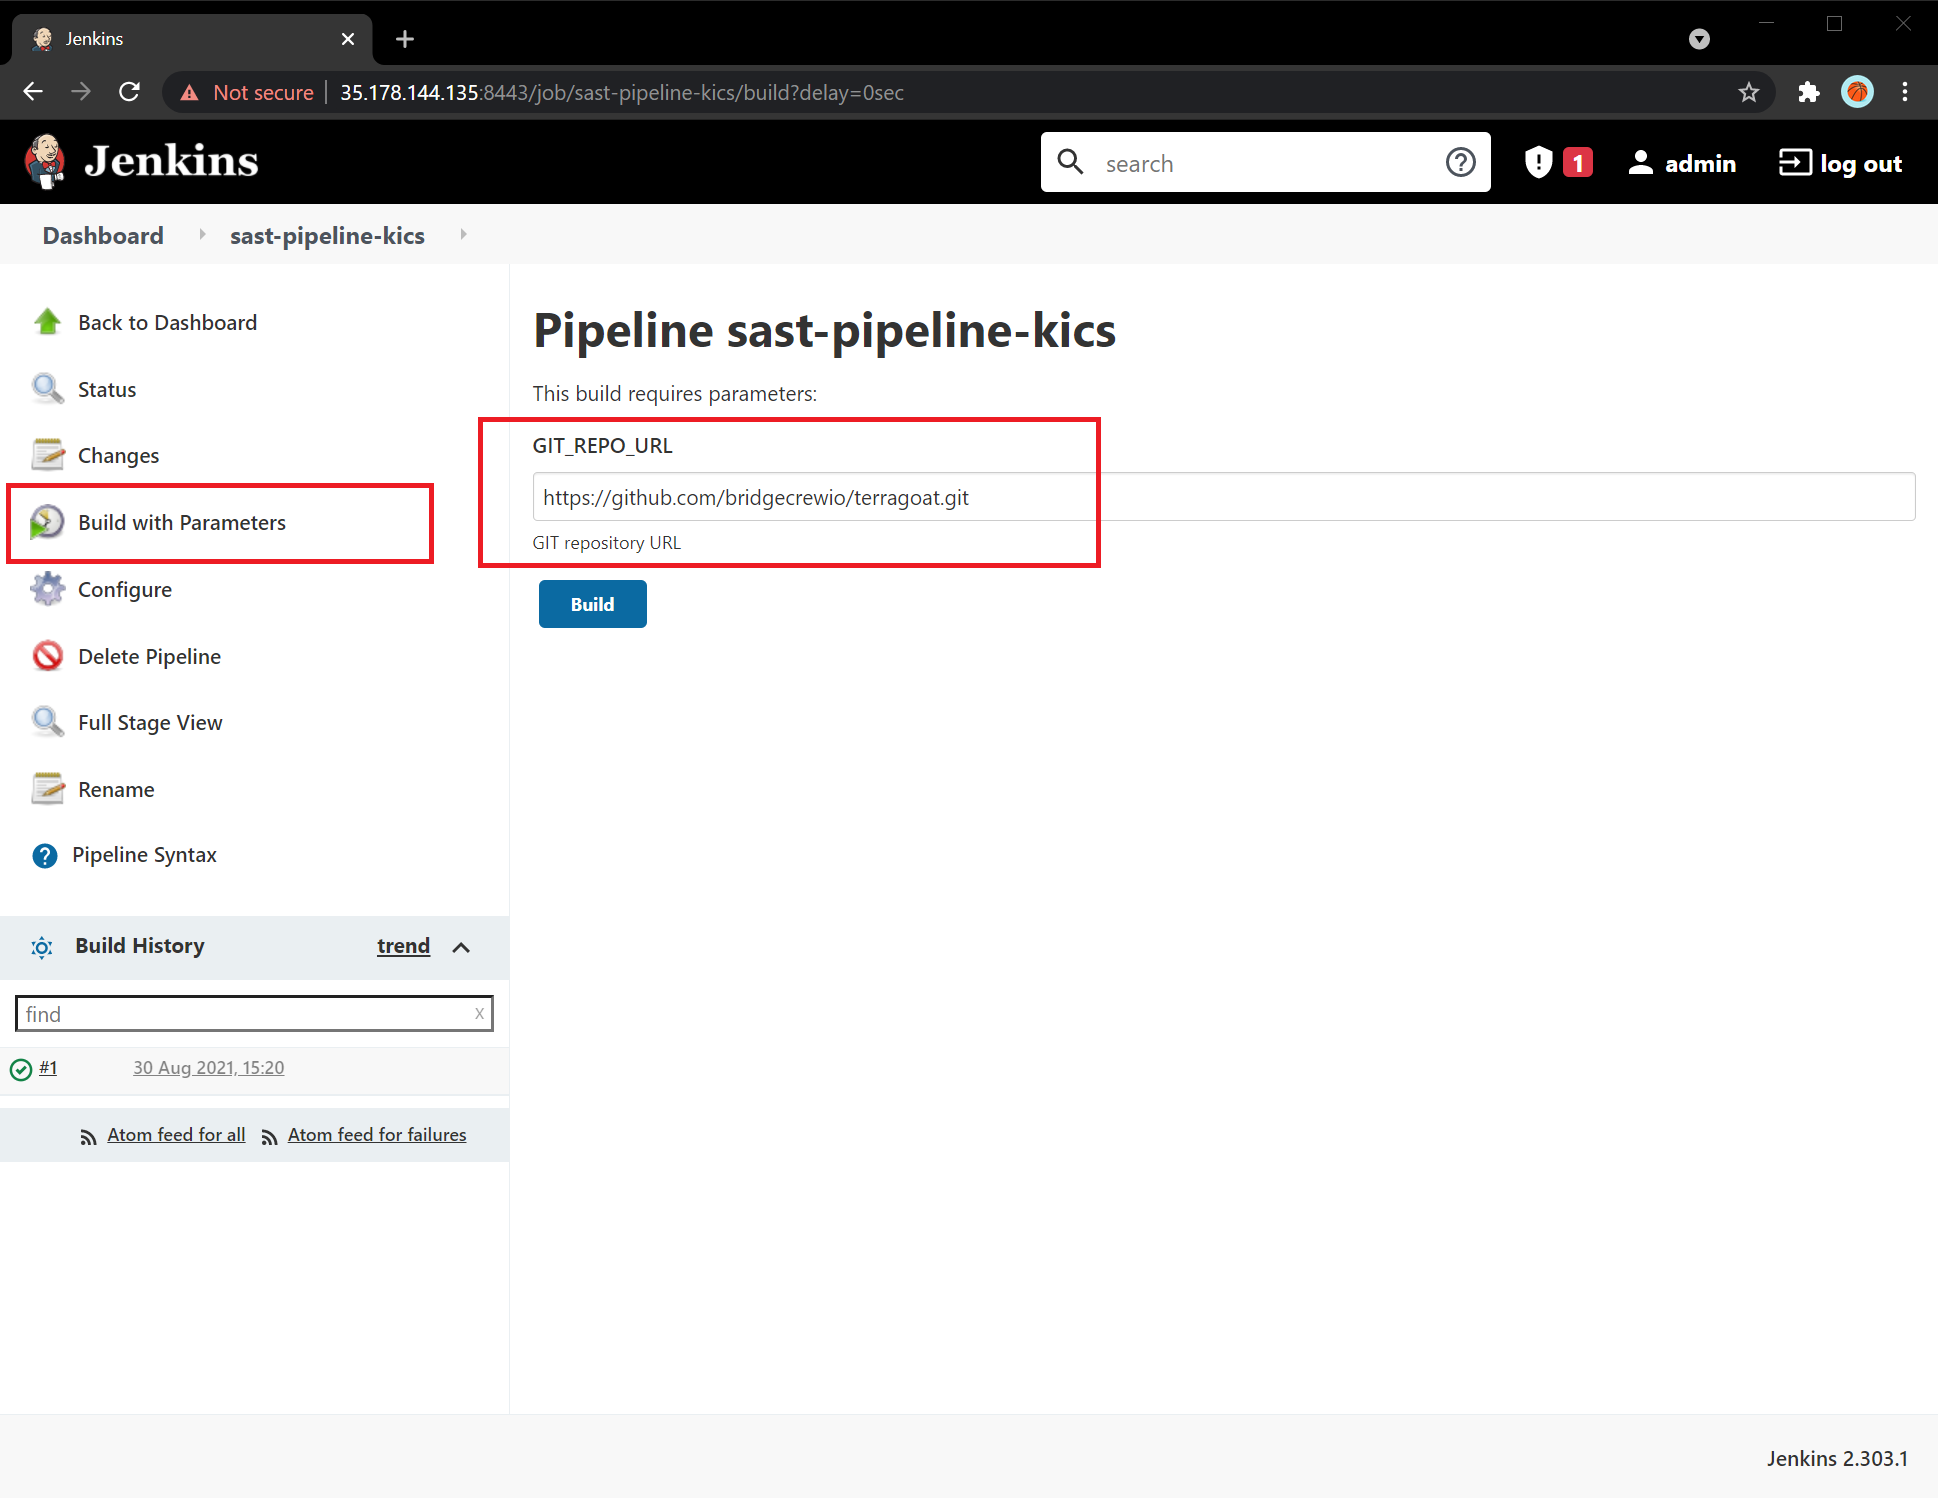 Jenkins
Not secure 35.178.144.135:8443/job/sast-pipeline-kics/build?delay=0sec
Jenkins
search
1
admin
log out
Dashboard
sast-pipeline-kics
Back to Dashboard
Status
Changes
Build with Parameters
Configure
Delete Pipeline
Full Stage View
Rename
Pipeline Syntax
Build History
trend
find
x
#1
30 Aug 2021, 15:20
Atom feed for all
Atom feed for failures
Pipeline sast-pipeline-kics
This build requires parameters:
GIT_REPO_URL
https://github.com/bridgecrewio/terragoat.git
GIT repository URL
Build
Jenkins 2.303.1